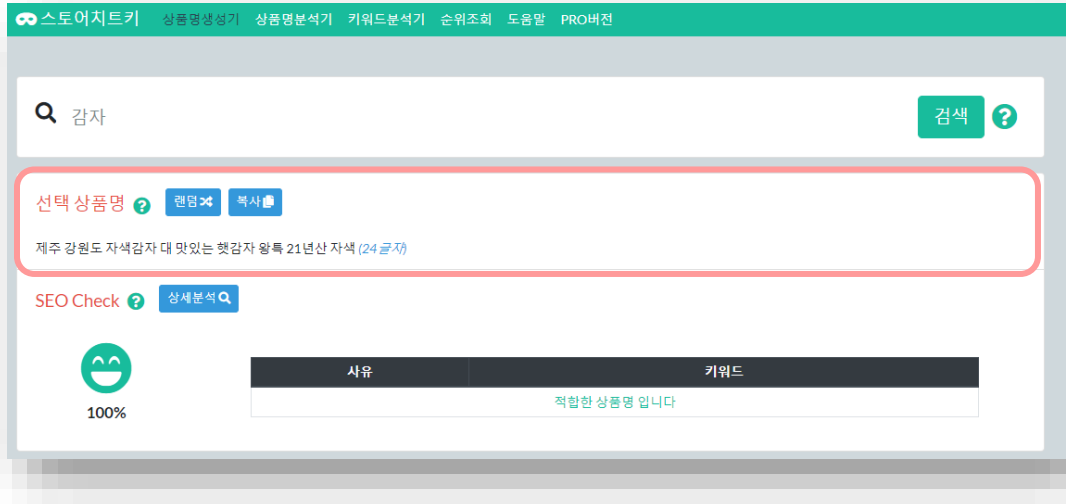 스토어치트키 상품명생성기 상품명분석기 키워드분석기 순위조회 도움말 PRO버전
감자 검색 ?
선택 상품명 ? 랜덤 복사
제주 강원도 자색감자 대 맛있는 햇감자 왕특 21년산 자색 (24 글자)
SEO Check ? 상세분석
사유 키워드
적합한 상품명 입니다
100%